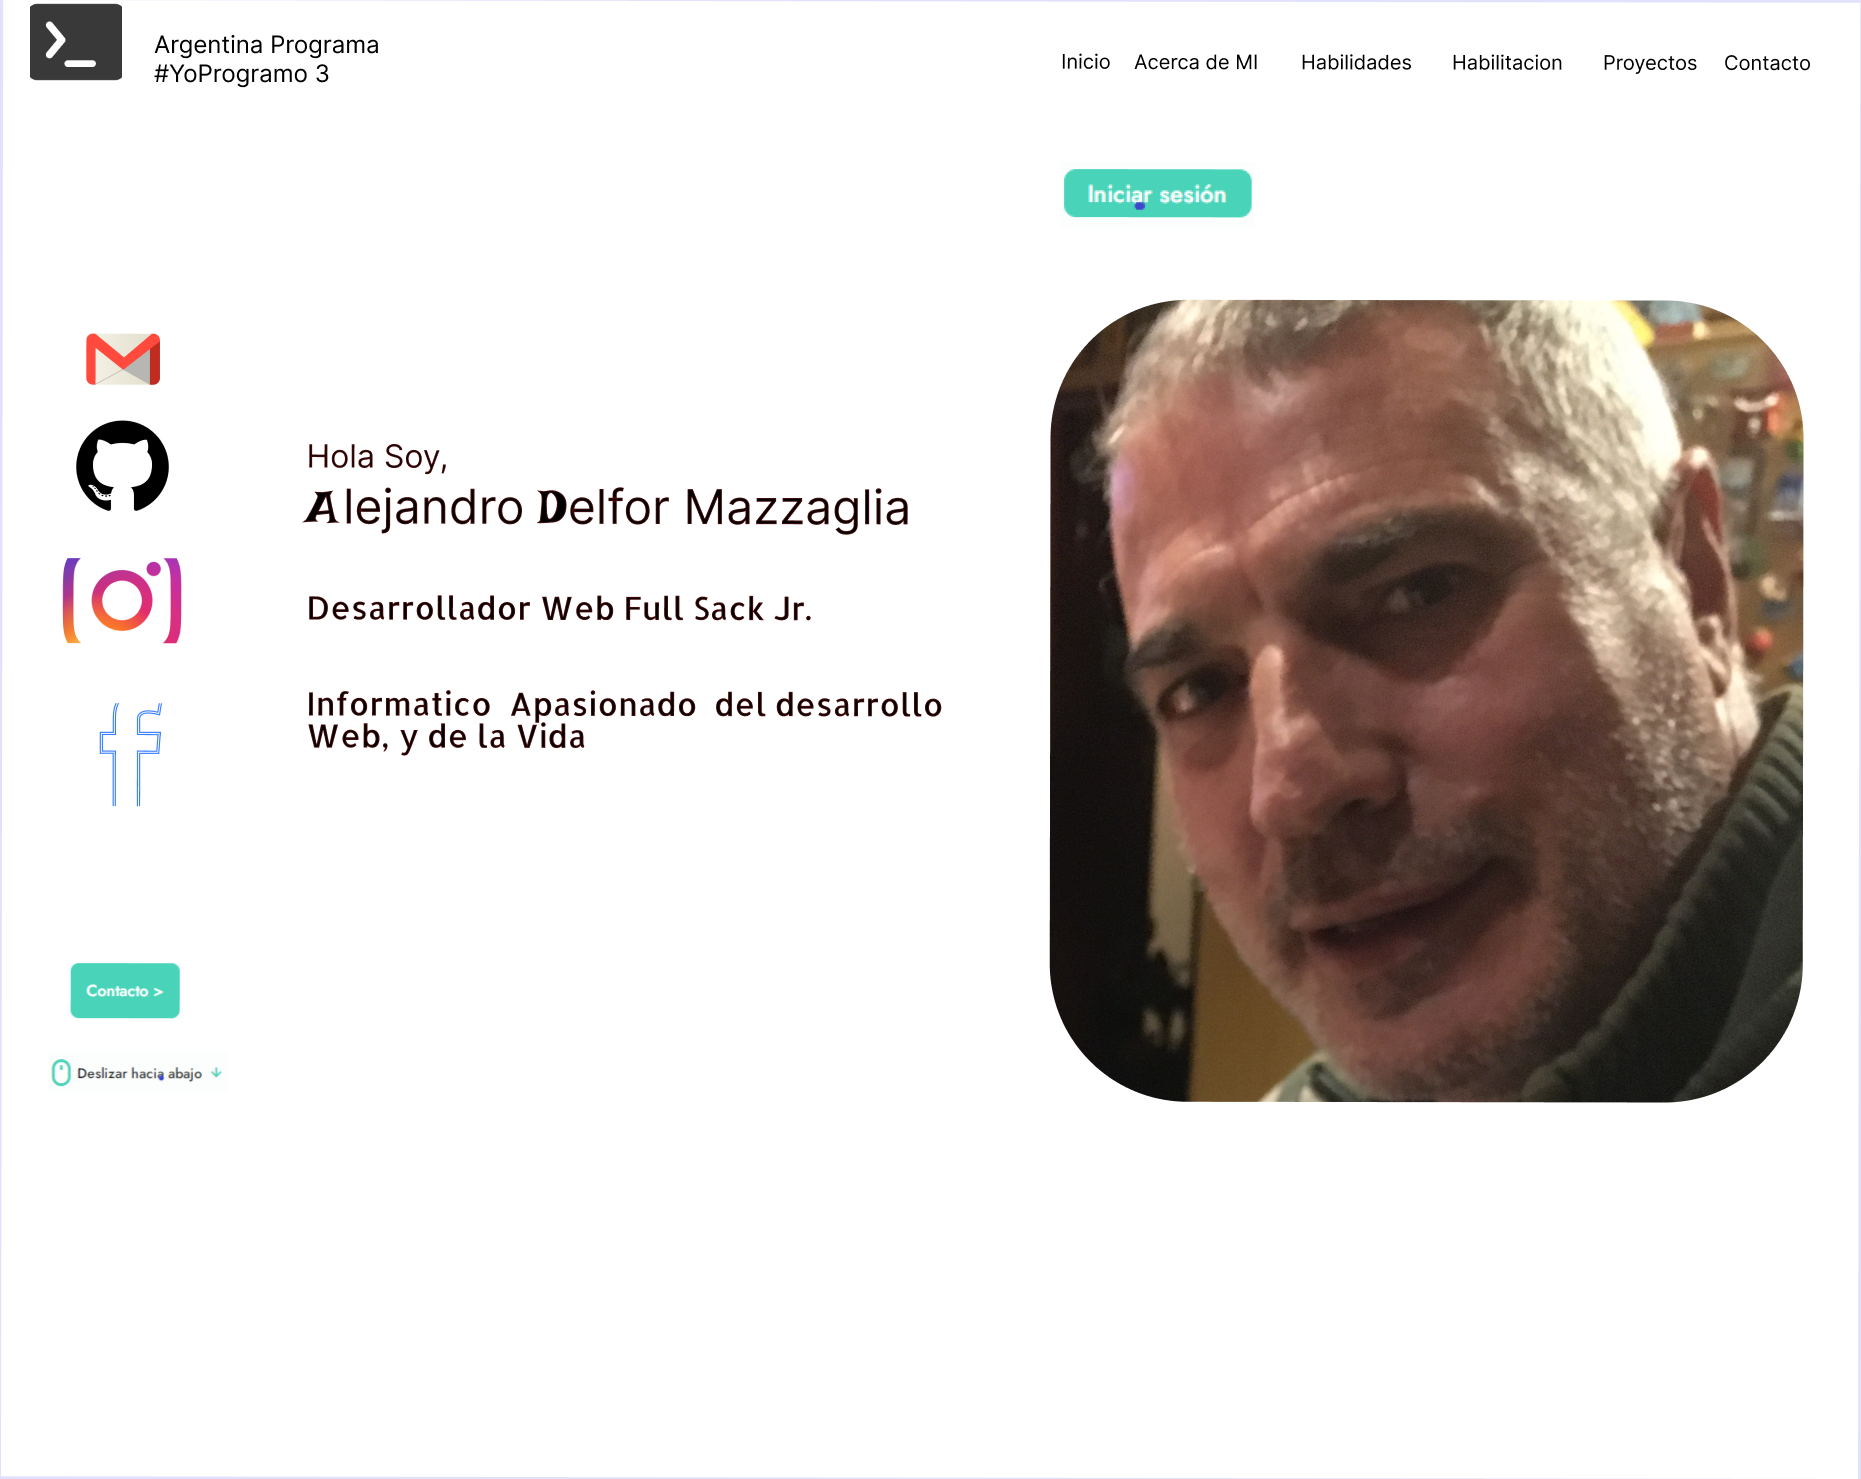 Argentina Programa
#YoProgramo 3
Inicio Acerca de MI Habilidades Habilitacion Proyectos Contacto
Iniciar sesión
Hola Soy,
Alejandro Delfor Mazzaglia
Desarrollador Web Full Sack Jr.
Informatico Apasionado del desarrollo
Web, y de la Vida
Contacto >
Deslizar hacia abajo